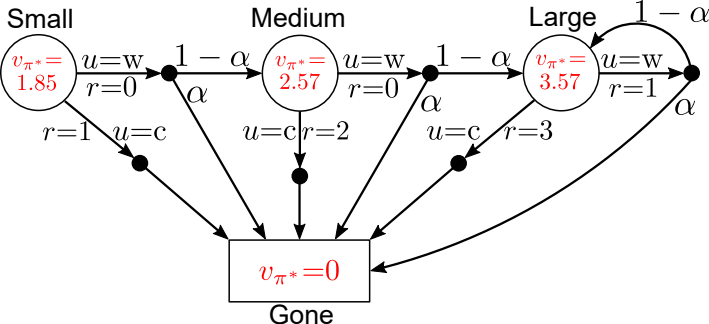 Small
Medium
Large
1 − α
v_π*=
1.85
u=w
r=0
1 − α
α
v_π*=
2.57
u=w
r=0
1 − α
α
v_π*=
3.57
u=w
r=1
α
r=1
u=c
u=c
r=2
u=c
r=3
v_π*=0
Gone